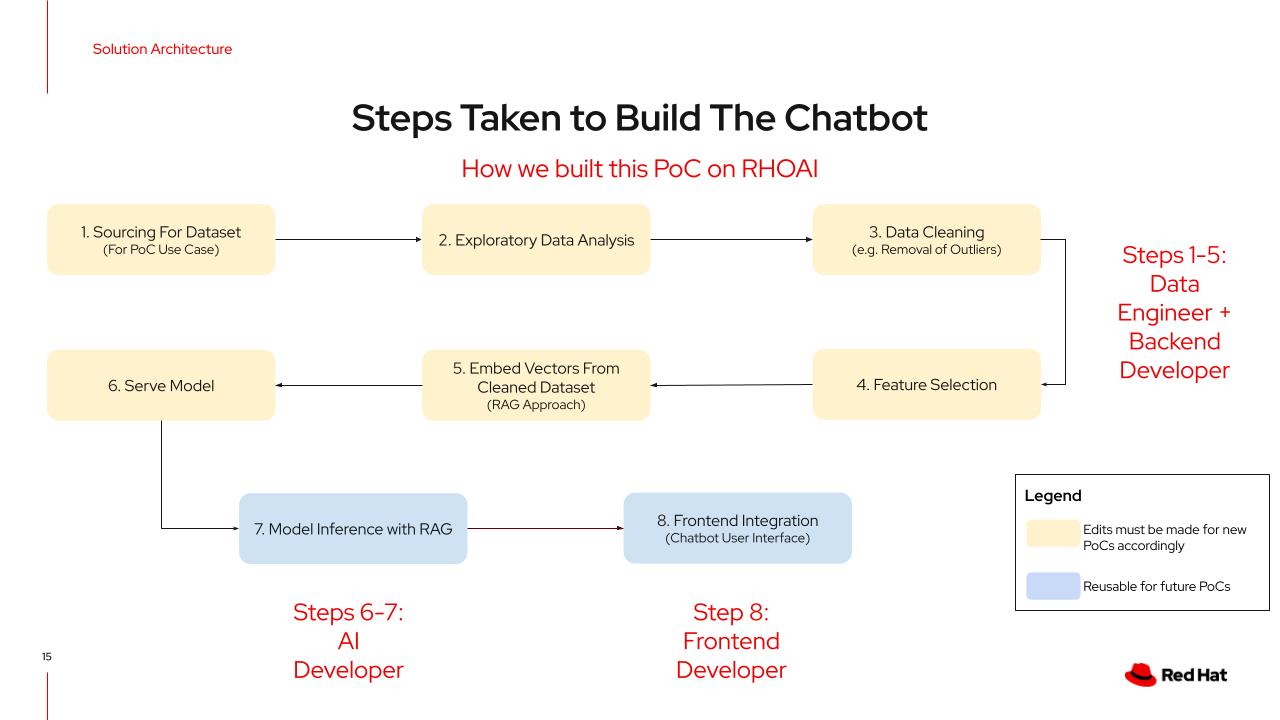 Solution Architecture
Steps Taken to Build The Chatbot
How we built this PoC on RHOAI
1. Sourcing For Dataset
(For PoC Use Case)
2. Exploratory Data Analysis
3. Data Cleaning
(e.g. Removal of Outliers)
Steps 1-5:
Data
Engineer +
Backend
Developer
6. Serve Model
5. Embed Vectors From
Cleaned Dataset
(RAG Approach)
4. Feature Selection
7. Model Inference with RAG
8. Frontend Integration
(Chatbot User Interface)
Legend
Edits must be made for new
PoCs accordingly
Reusable for future PoCs
Steps 6-7:
AI
Developer
Step 8:
Frontend
Developer
15
Red Hat